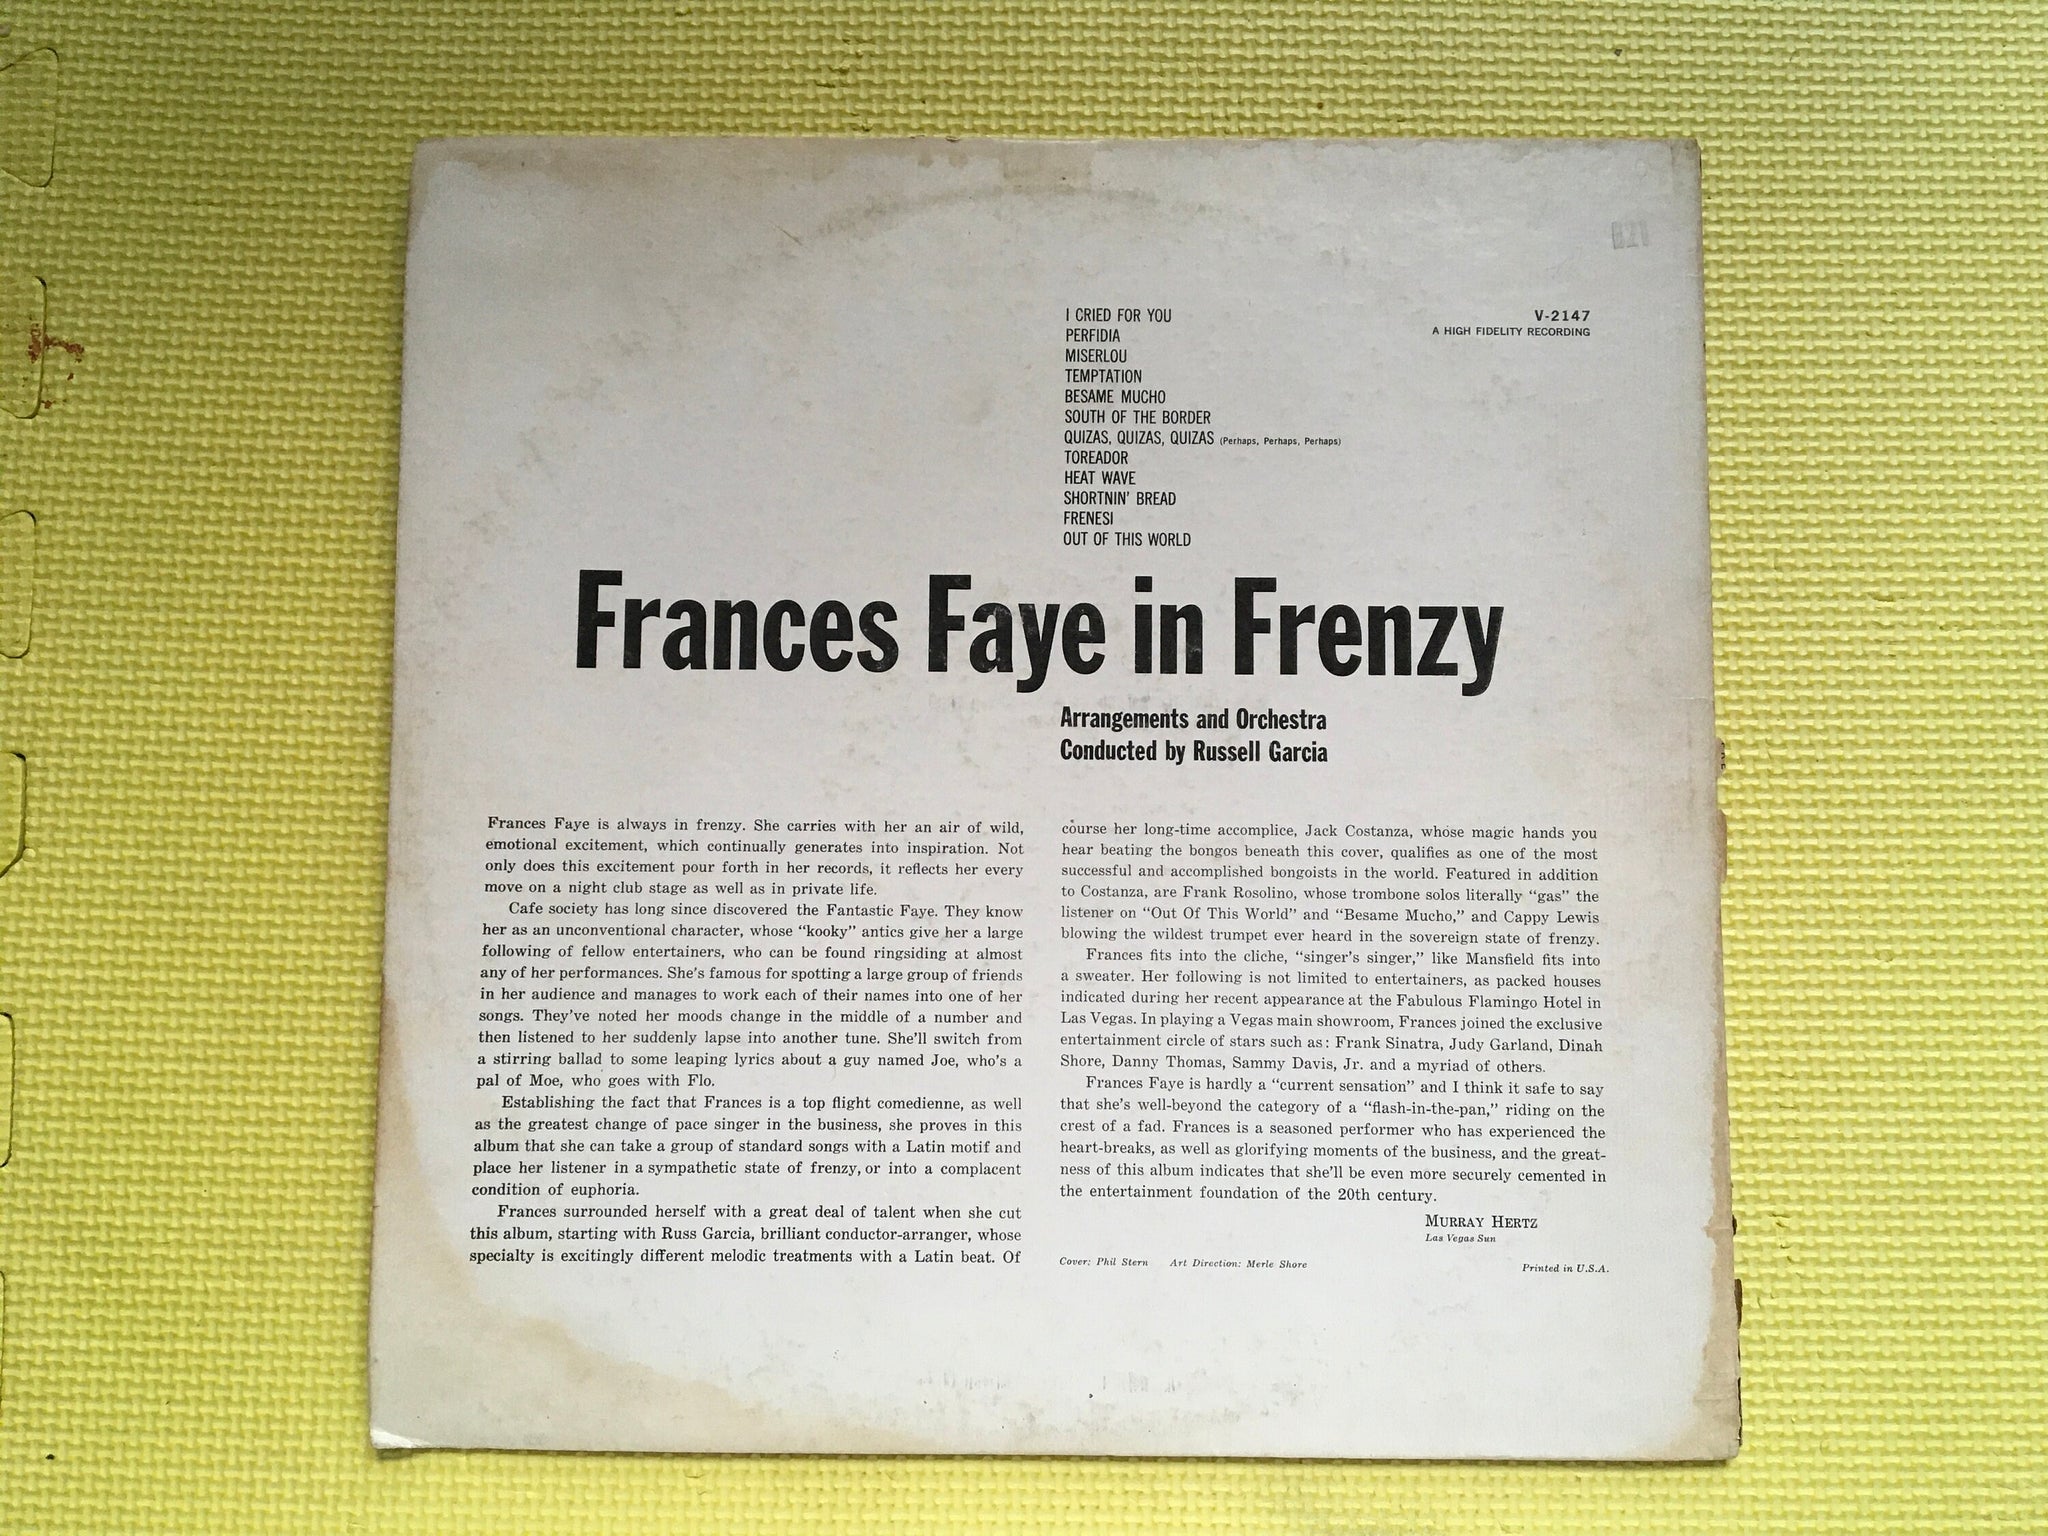 I CRIED FOR YOU
PERFIDIA
MISERLOU
TEMPTATION
BESAME MUCHO
SOUTH OF THE BORDER
QUIZAS, QUIZAS, QUIZAS (Perhaps, Perhaps, Perhaps)
TOREADOR
HEAT WAVE
SHORTNIN' BREAD
FRENESI
OUT OF THIS WORLD
V-2147
A HIGH FIDELITY RECORDING
Frances Faye in Frenzy
Arrangements and Orchestra
Conducted by Russell Garcia
Frances Faye is always in frenzy. She carries with her an air of wild,
emotional excitement, which continually generates into inspiration. Not
only does this excitement pour forth in her records, it reflects her every
move on a night club stage as well as in private life.
Cafe society has long since discovered the Fantastic Faye. They know
her as an unconventional character, whose "kooky" antics give her a large
following of fellow entertainers, who can be found ringsiding at almost
any of her performances. She's famous for spotting a large group of friends
in her audience and manages to work each of their names into one of her
songs. They've noted her moods change in the middle of a number and
then listened to her suddenly lapse into another tune. She'll switch from
a stirring ballad to some leaping lyrics about a guy named Joe, who's a
pal of Moe, who goes with Flo.
Establishing the fact that Frances is a top flight comedienne, as well
as the greatest change of pace singer in the business, she proves in this
album that she can take a group of standard songs with a Latin motif and
place her listener in a sympathetic state of frenzy, or into a complacent
condition of euphoria.
Frances surrounded herself with a great deal of talent when she cut
this album, starting with Russ Garcia, brilliant conductor-arranger, whose
specialty is excitingly different melodic treatments with a Latin beat. Of
course her long-time accomplice, Jack Costanza, whose magic hands you
hear beating the bongos beneath this cover, qualifies as one of the most
successful and accomplished bongoists in the world. Featured in addition
to Costanza, are Frank Rosolino, whose trombone solos literally "gas" the
listener on "Out Of This World" and "Besame Mucho," and Cappy Lewis
blowing the wildest trumpet ever heard in the sovereign state of frenzy.
Frances fits into the cliche, "singer's singer," like Mansfield fits into
a sweater. Her following is not limited to entertainers, as packed houses
indicated during her recent appearance at the Fabulous Flamingo Hotel in
Las Vegas. In playing a Vegas main showroom, Frances joined the exclusive
entertainment circle of stars such as: Frank Sinatra, Judy Garland, Dinah
Shore, Danny Thomas, Sammy Davis, Jr. and a myriad of others.
Frances Faye is hardly a "current sensation" and I think it safe to say
that she's well-beyond the category of a "flash-in-the-pan," riding on the
crest of a fad. Frances is a seasoned performer who has experienced the
heart-breaks, as well as glorifying moments of the business, and the great-
ness of this album indicates that she'll be even more securely cemented in
the entertainment foundation of the 20th century.
MURRAY HERTZ
Las Vegas Sun
Cover: Phil Stern Art Direction: Merle Shore
Printed in U.S.A.